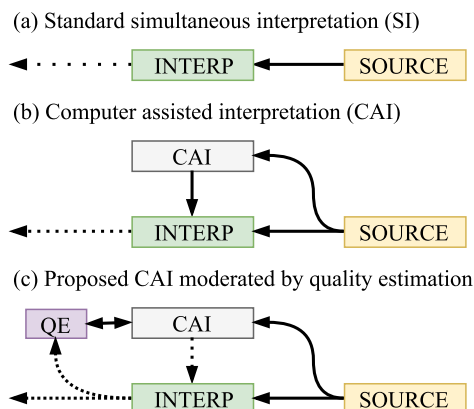 (a) Standard simultaneous interpretation (SI)
INTERP SOURCE
(b) Computer assisted interpretation (CAI)
CAI
INTERP SOURCE
(c) Proposed CAI moderated by quality estimation
QE CAI
INTERP SOURCE